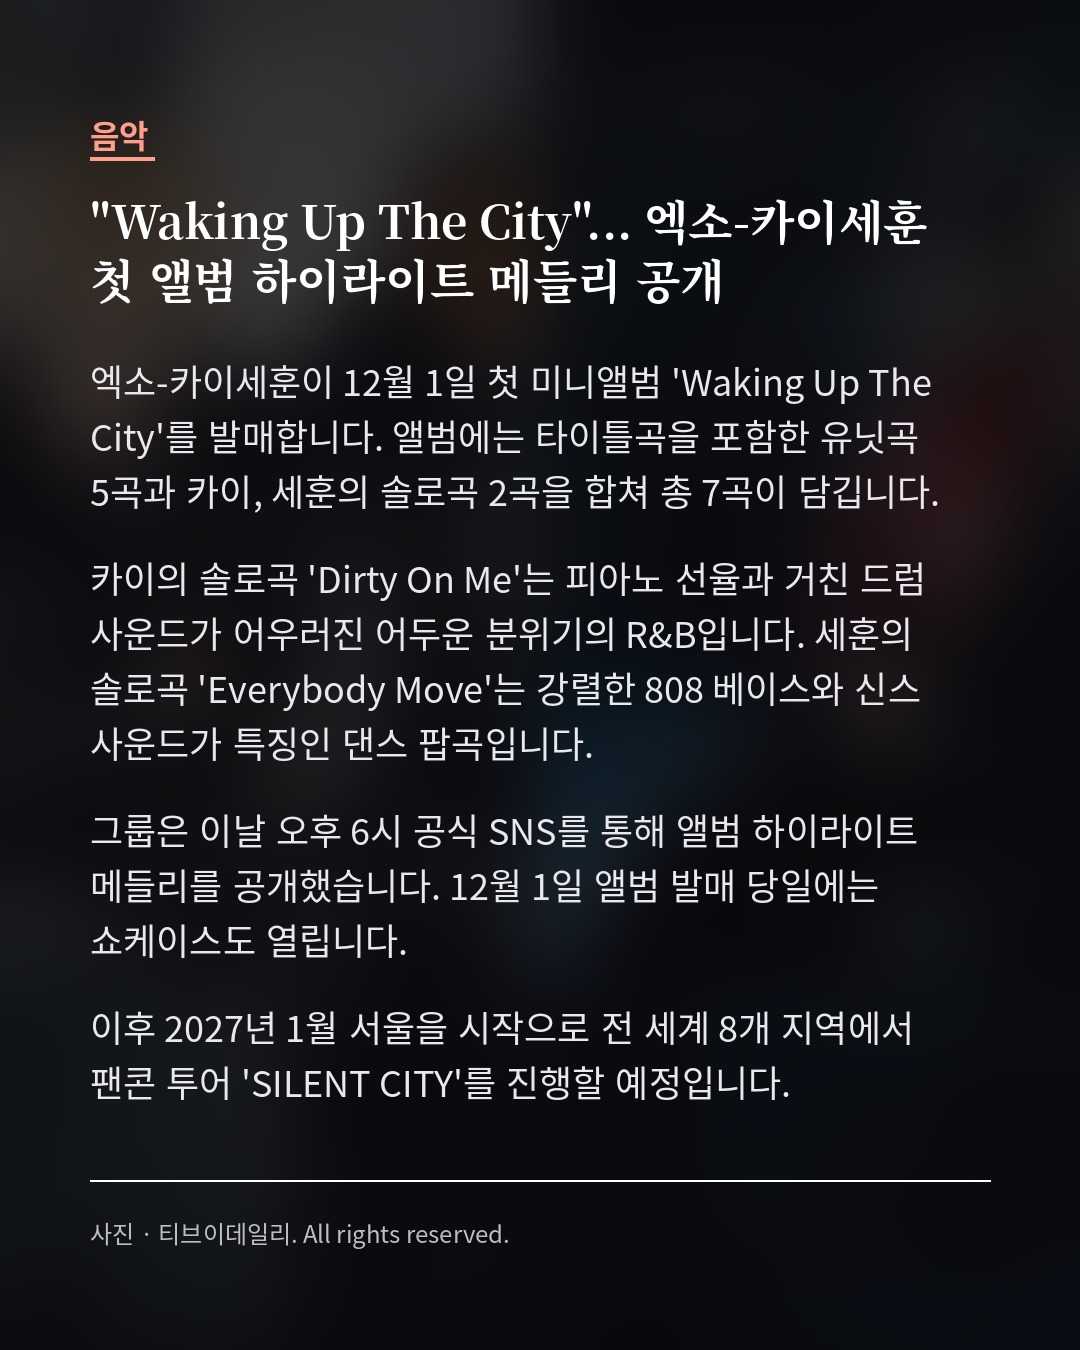 음악
"Waking Up The City"... 엑소-카이세훈
첫 앨범 하이라이트 메들리 공개
엑소-카이세훈이 12월 1일 첫 미니앨범 'Waking Up The
City'를 발매합니다. 앨범에는 타이틀곡을 포함한 유닛곡
5곡과 카이, 세훈의 솔로곡 2곡을 합쳐 총 7곡이 담깁니다.
카이의 솔로곡 'Dirty On Me'는 피아노 선율과 거친 드럼
사운드가 어우러진 어두운 분위기의 R&B입니다. 세훈의
솔로곡 'Everybody Move'는 강렬한 808 베이스와 신스
사운드가 특징인 댄스 팝곡입니다.
그룹은 이날 오후 6시 공식 SNS를 통해 앨범 하이라이트
메들리를 공개했습니다. 12월 1일 앨범 발매 당일에는
쇼케이스도 열립니다.
이후 2027년 1월 서울을 시작으로 전 세계 8개 지역에서
팬콘 투어 'SILENT CITY'를 진행할 예정입니다.
사진 · 티브이데일리. All rights reserved.